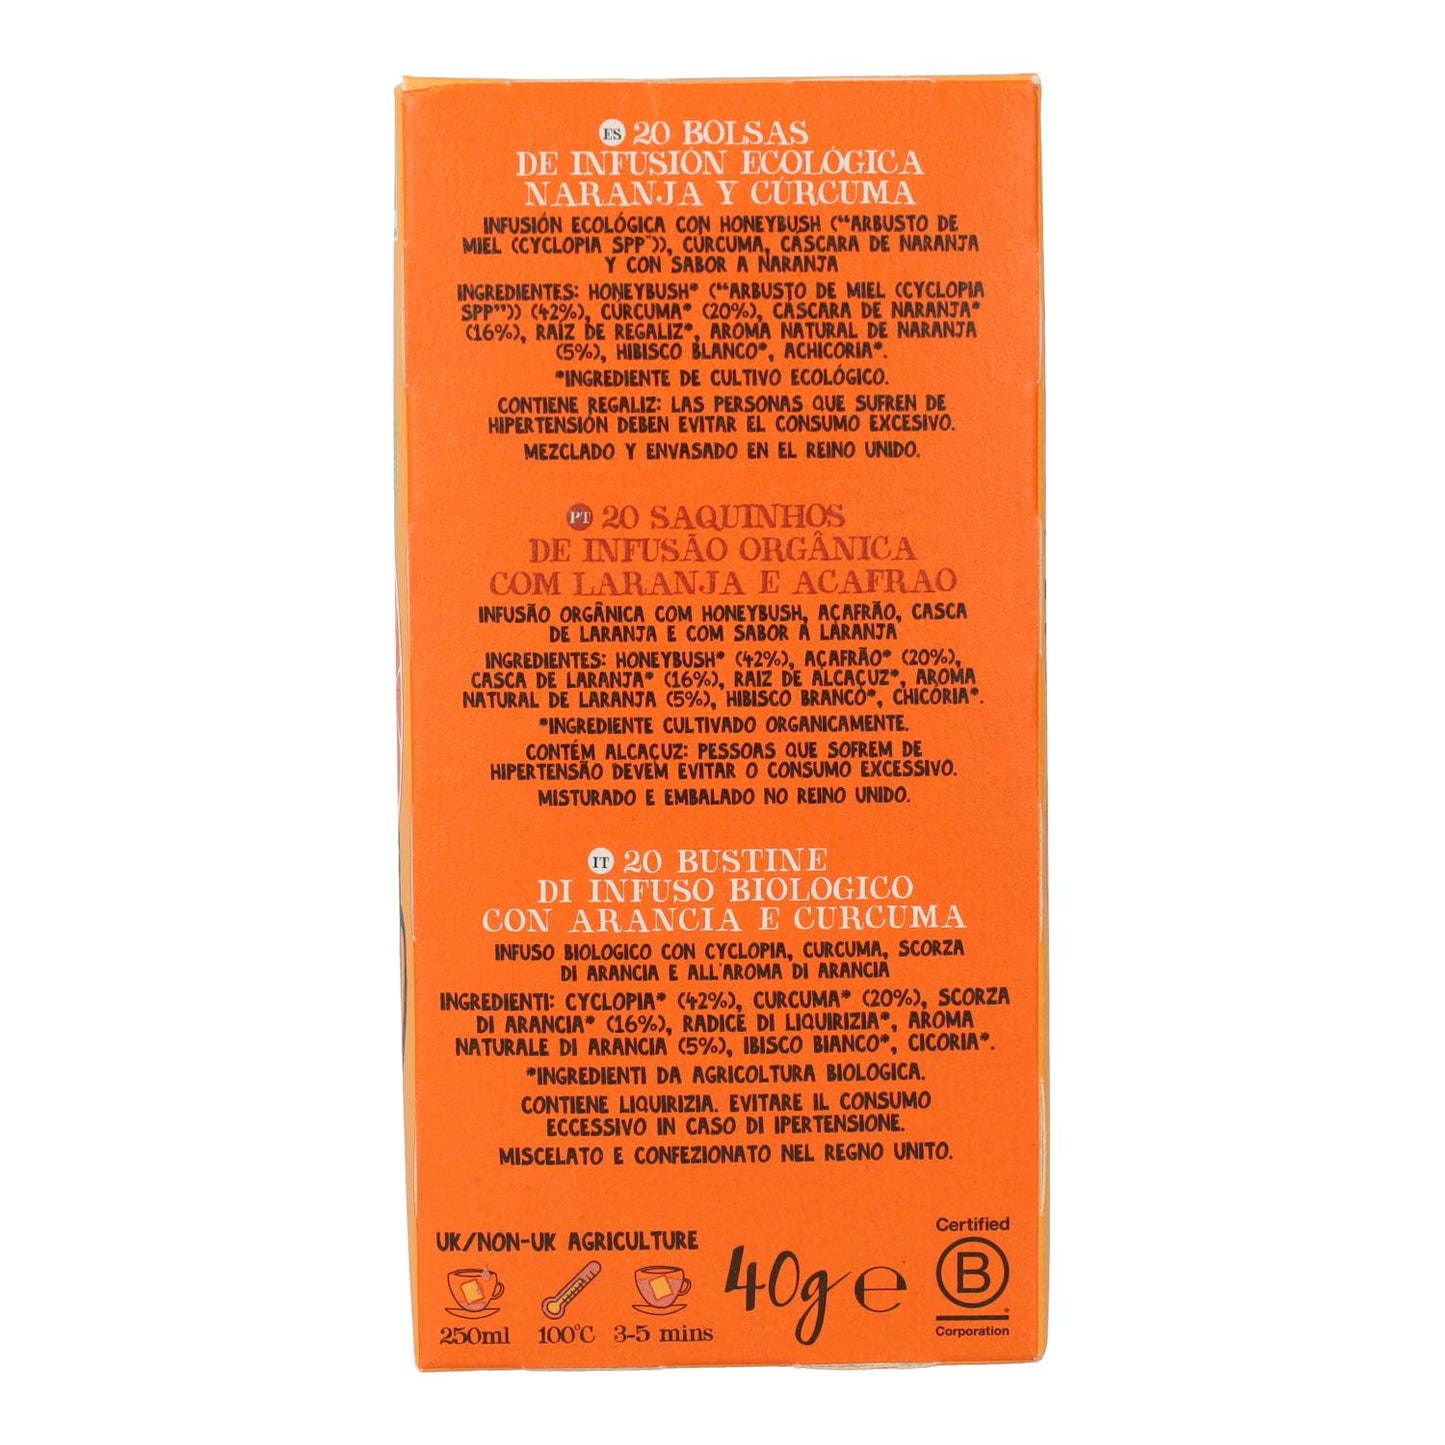 ES 20 BOLSAS
DE INFUSIÓN ECOLÓGICA
NARANJA Y CÚRCUMA
INFUSIÓN ECOLÓGICA CON HONEYBUSH (“ARBUSTO DE
MIEL (CYCLOPIA SPP”)), CÚRCUMA, CÁSCARA DE NARANJA
Y CON SABOR A NARANJA
INGREDIENTES: HONEYBUSH* (“ARBUSTO DE MIEL (CYCLOPIA
SPP”)) (42%), CÚRCUMA* (20%), CÁSCARA DE NARANJA*
(16%), RAÍZ DE REGALIZ*, AROMA NATURAL DE NARANJA
(5%), HIBISCO BLANCO*, ACHICORIA*.
*INGREDIENTE DE CULTIVO ECOLÓGICO.
CONTIENE REGALIZ: LAS PERSONAS QUE SUFREN DE
HIPERTENSIÓN DEBEN EVITAR EL CONSUMO EXCESIVO.
MEZCLADO Y ENVASADO EN EL REINO UNIDO.
PT 20 SAQUINHOS
DE INFUSÃO ORGÂNICA
COM LARANJA E ACAFRAO
INFUSÃO ORGÂNICA COM HONEYBUSH, AÇAFRÃO, CASCA
DE LARANJA E COM SABOR A LARANJA
INGREDIENTES: HONEYBUSH* (42%), AÇAFRÃO* (20%),
CASCA DE LARANJA* (16%), RAIZ DE ALCAÇUZ*, AROMA
NATURAL DE LARANJA (5%), HIBISCO BRANCO*, CHICÓRIA*.
*INGREDIENTE CULTIVADO ORGANICAMENTE.
CONTÉM ALCAÇUZ: PESSOAS QUE SOFREM DE
HIPERTENSÃO DEVEM EVITAR O CONSUMO EXCESSIVO.
MISTURADO E EMBALADO NO REINO UNIDO.
IT 20 BUSTINE
DI INFUSO BIOLOGICO
CON ARANCIA E CURCUMA
INFUSO BIOLOGICO CON CYCLOPIA, CURCUMA, SCORZA
DI ARANCIA E ALL'AROMA DI ARANCIA
INGREDIENTI: CYCLOPIA* (42%), CURCUMA* (20%), SCORZA
DI ARANCIA* (16%), RADICE DI LIQUIRIZIA*, AROMA
NATURALE DI ARANCIA (5%), IBISCO BIANCO*, CICORIA*.
*INGREDIENTI DA AGRICOLTURA BIOLOGICA.
CONTIENE LIQUIRIZIA. EVITARE IL CONSUMO
ECCESSIVO IN CASO DI IPERTENSIONE.
MISCELATO E CONFEZIONATO NEL REGNO UNITO.
UK/NON-UK AGRICULTURE
250ml 100°C 3-5 mins
40g e
Certified
B
Corporation